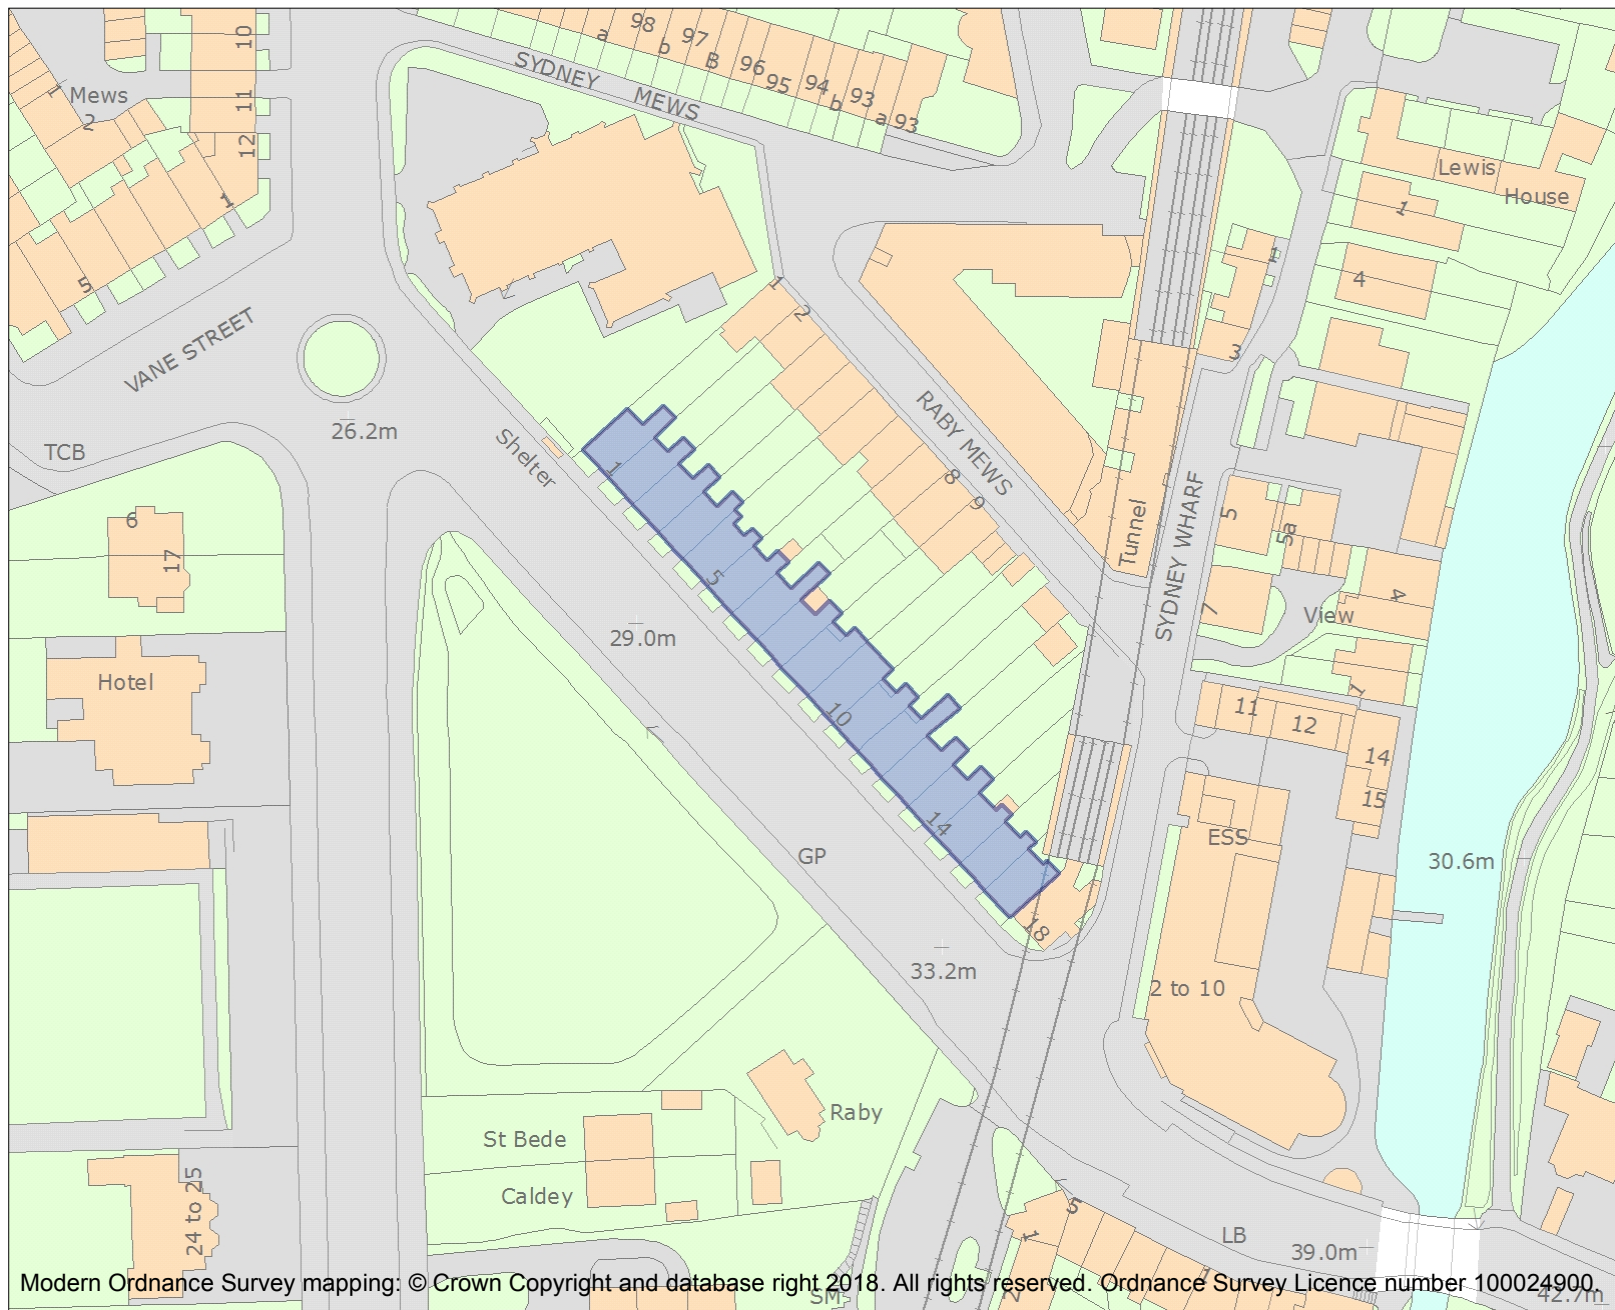 98
a
b
97
B
96
95
94
b
93
a 93
SYDNEY MEWS
10
11
12
1
Mews
2
1
5
VANE STREET
26.2m
TCB
Shelter
6
17
Hotel
29.0m
1
5
10
14
18
1
2
RABY MEWS
8
9
Tunnel
SYDNEY WHARF
Lewis
House
1
4
1
3
5
5a
7
View
4
1
11
12
14
15
ESS
30.6m
GP
33.2m
2 to 10
Raby
St Bede
Caldey
24 to 25
5
1
2
LB
39.0m
SM
42.7m
Modern Ordnance Survey mapping: © Crown Copyright and database right 2018. All rights reserved. Ordnance Survey Licence number 100024900.